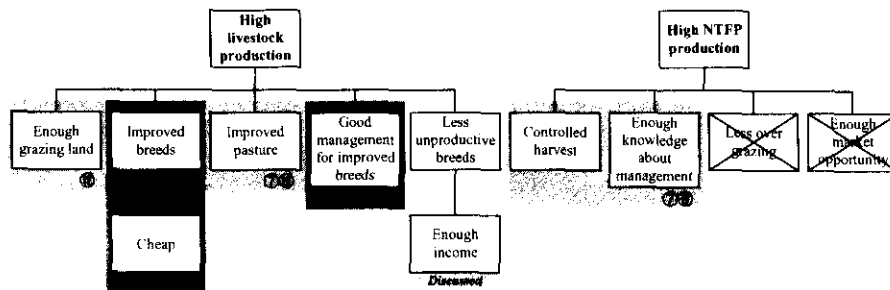 High
livestock
production
High NTFP
production
Enough
grazing land
Improved
breeds
Improved
pasture
Good
management
for improved
breeds
Less
unproductive
breeds
Controlled
harvest
Enough
knowledge
about
management
Less over
grazing
Enough
market
opportunity
Cheap
Enough
income
Discussed